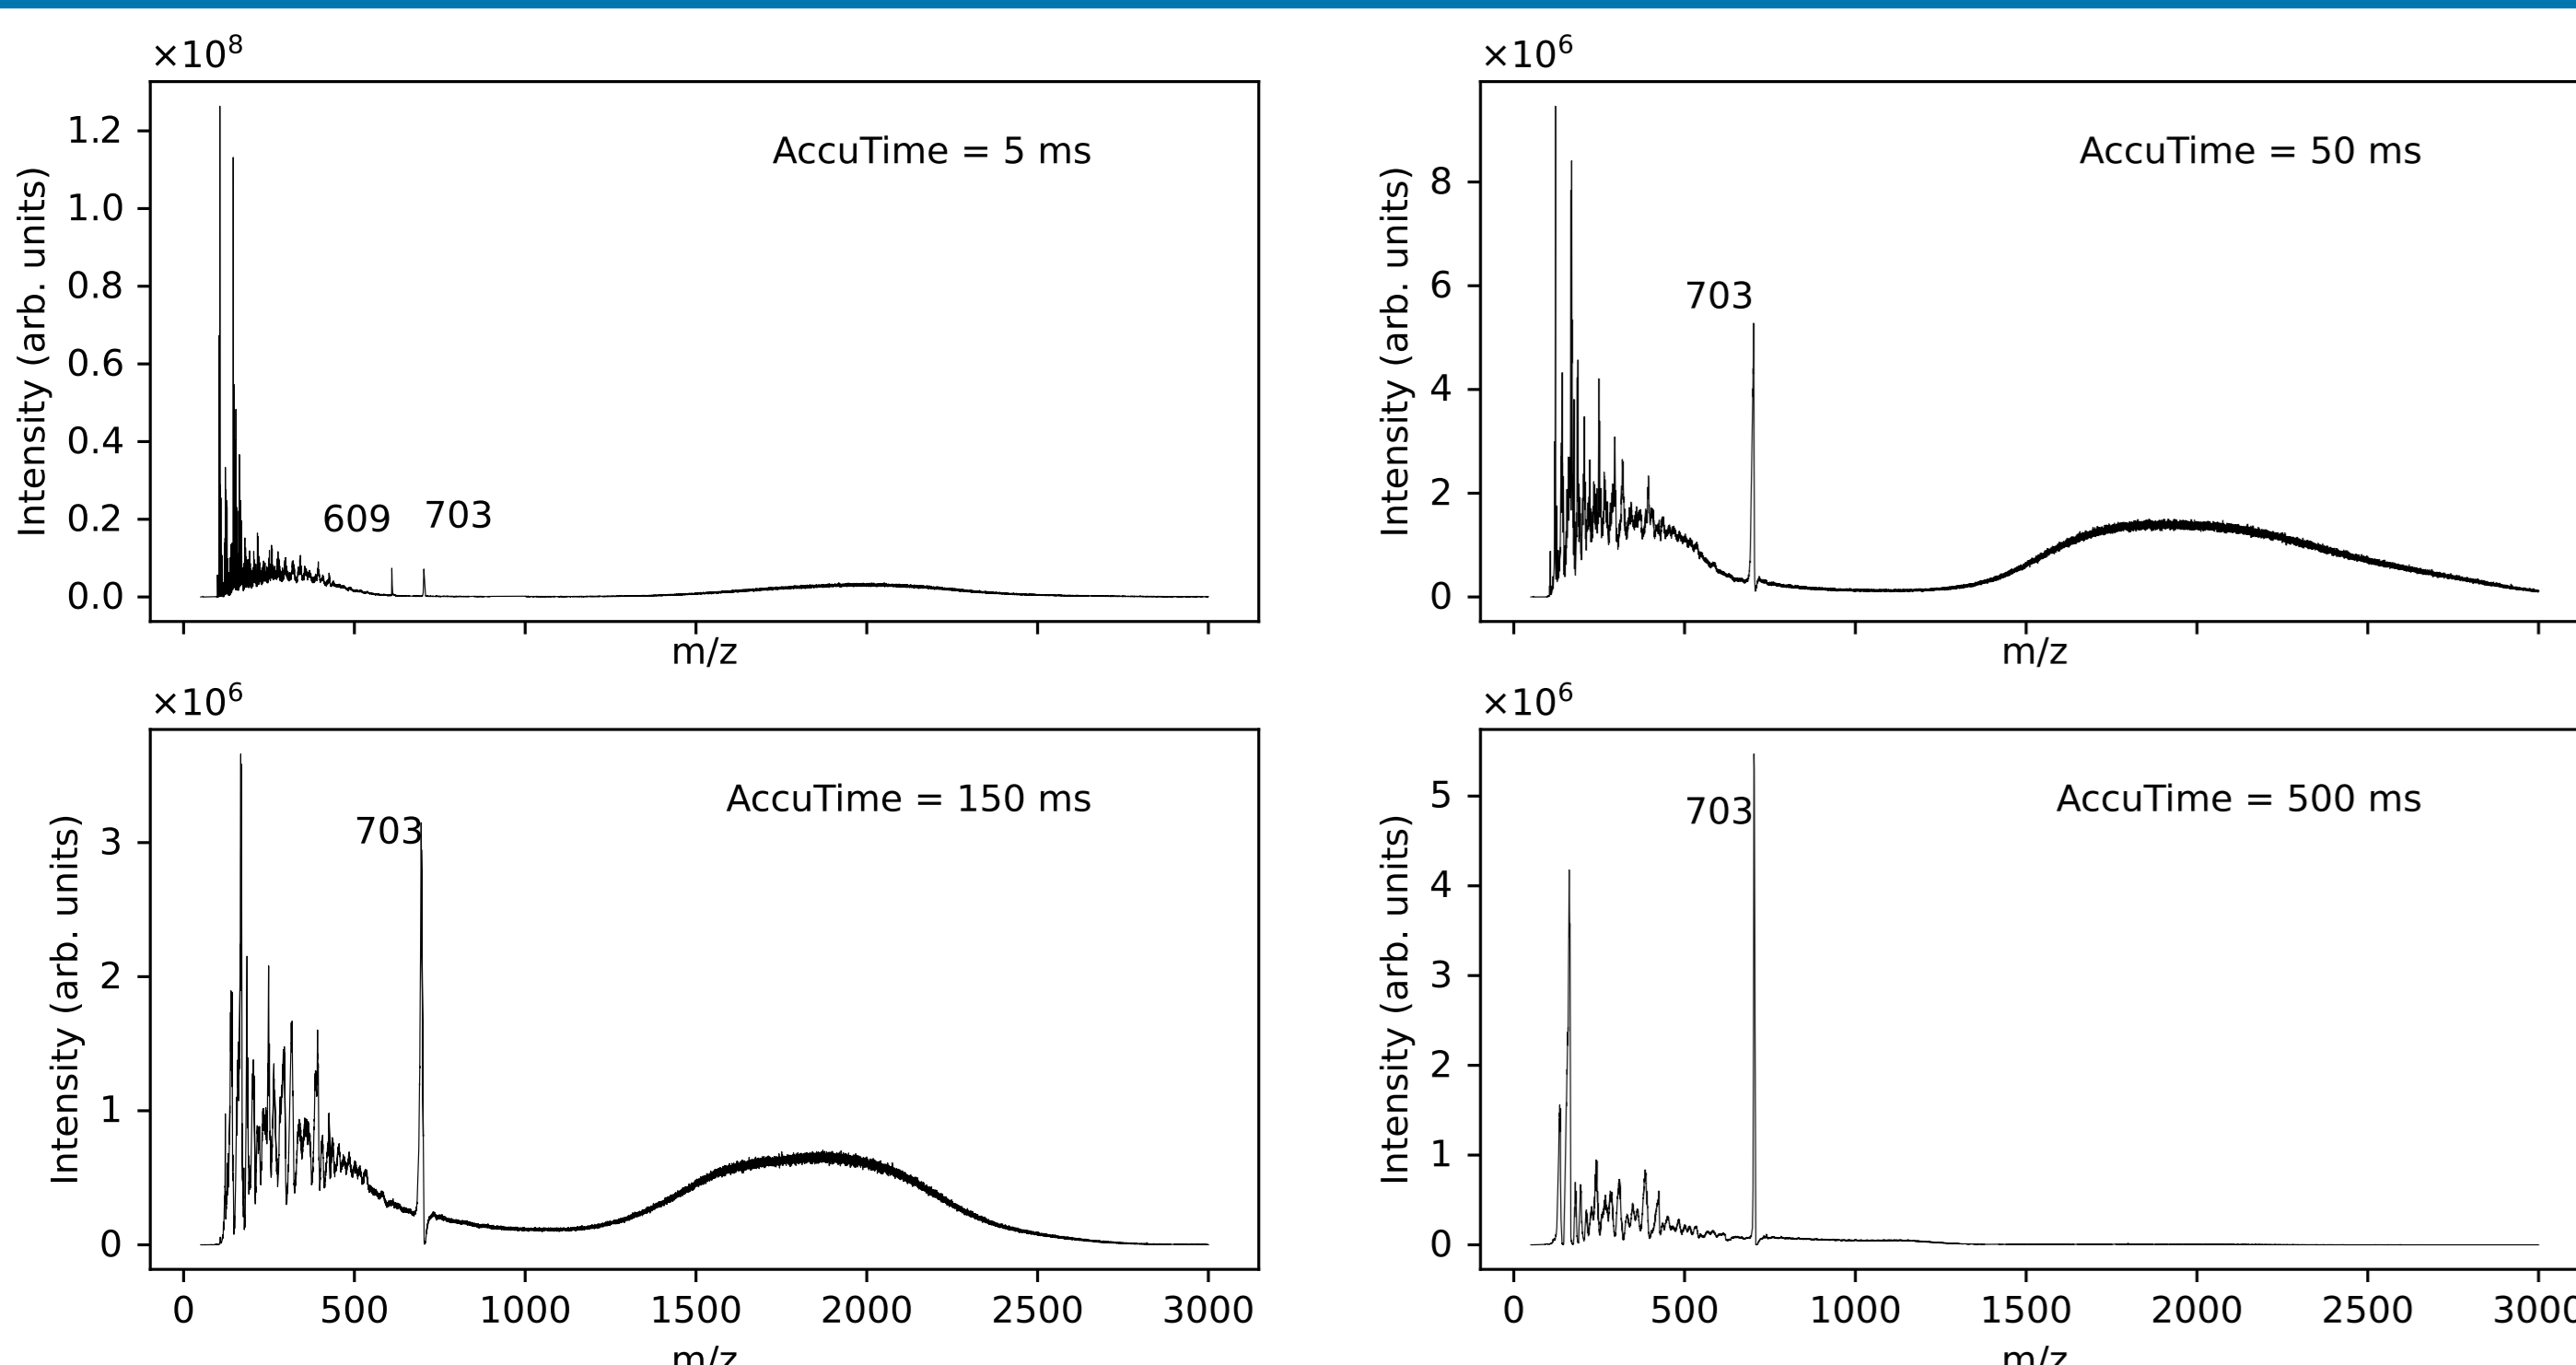 ×10⁸
Intensity (arb. units)
1.2
1.0
0.8
0.6
0.4
0.2
0.0
AccuTime = 5 ms
609
703
m/z
×10⁶
Intensity (arb. units)
8
6
4
2
0
AccuTime = 50 ms
703
m/z
×10⁶
Intensity (arb. units)
3
2
1
0
AccuTime = 150 ms
703
0 500 1000 1500 2000 2500 3000
m/z
×10⁶
Intensity (arb. units)
5
4
3
2
1
0
AccuTime = 500 ms
703
0 500 1000 1500 2000 2500 3000
m/z